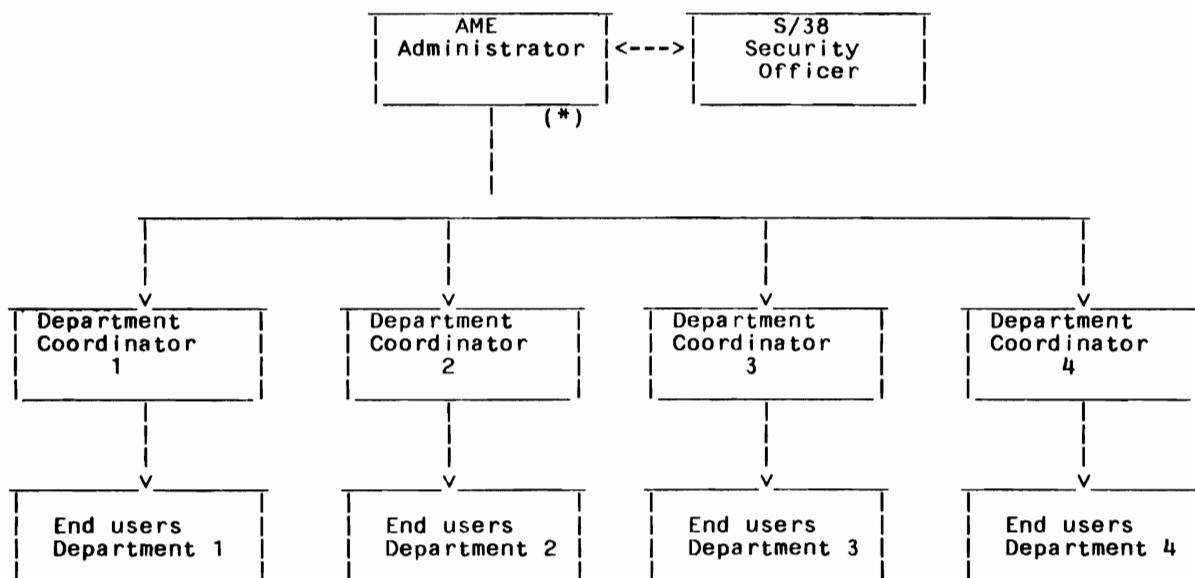 AME
Administrator
<--->
S/38
Security
Officer
(*)
Department
Coordinator
1
Department
Coordinator
2
Department
Coordinator
3
Department
Coordinator
4
End users
Department 1
End users
Department 2
End users
Department 3
End users
Department 4